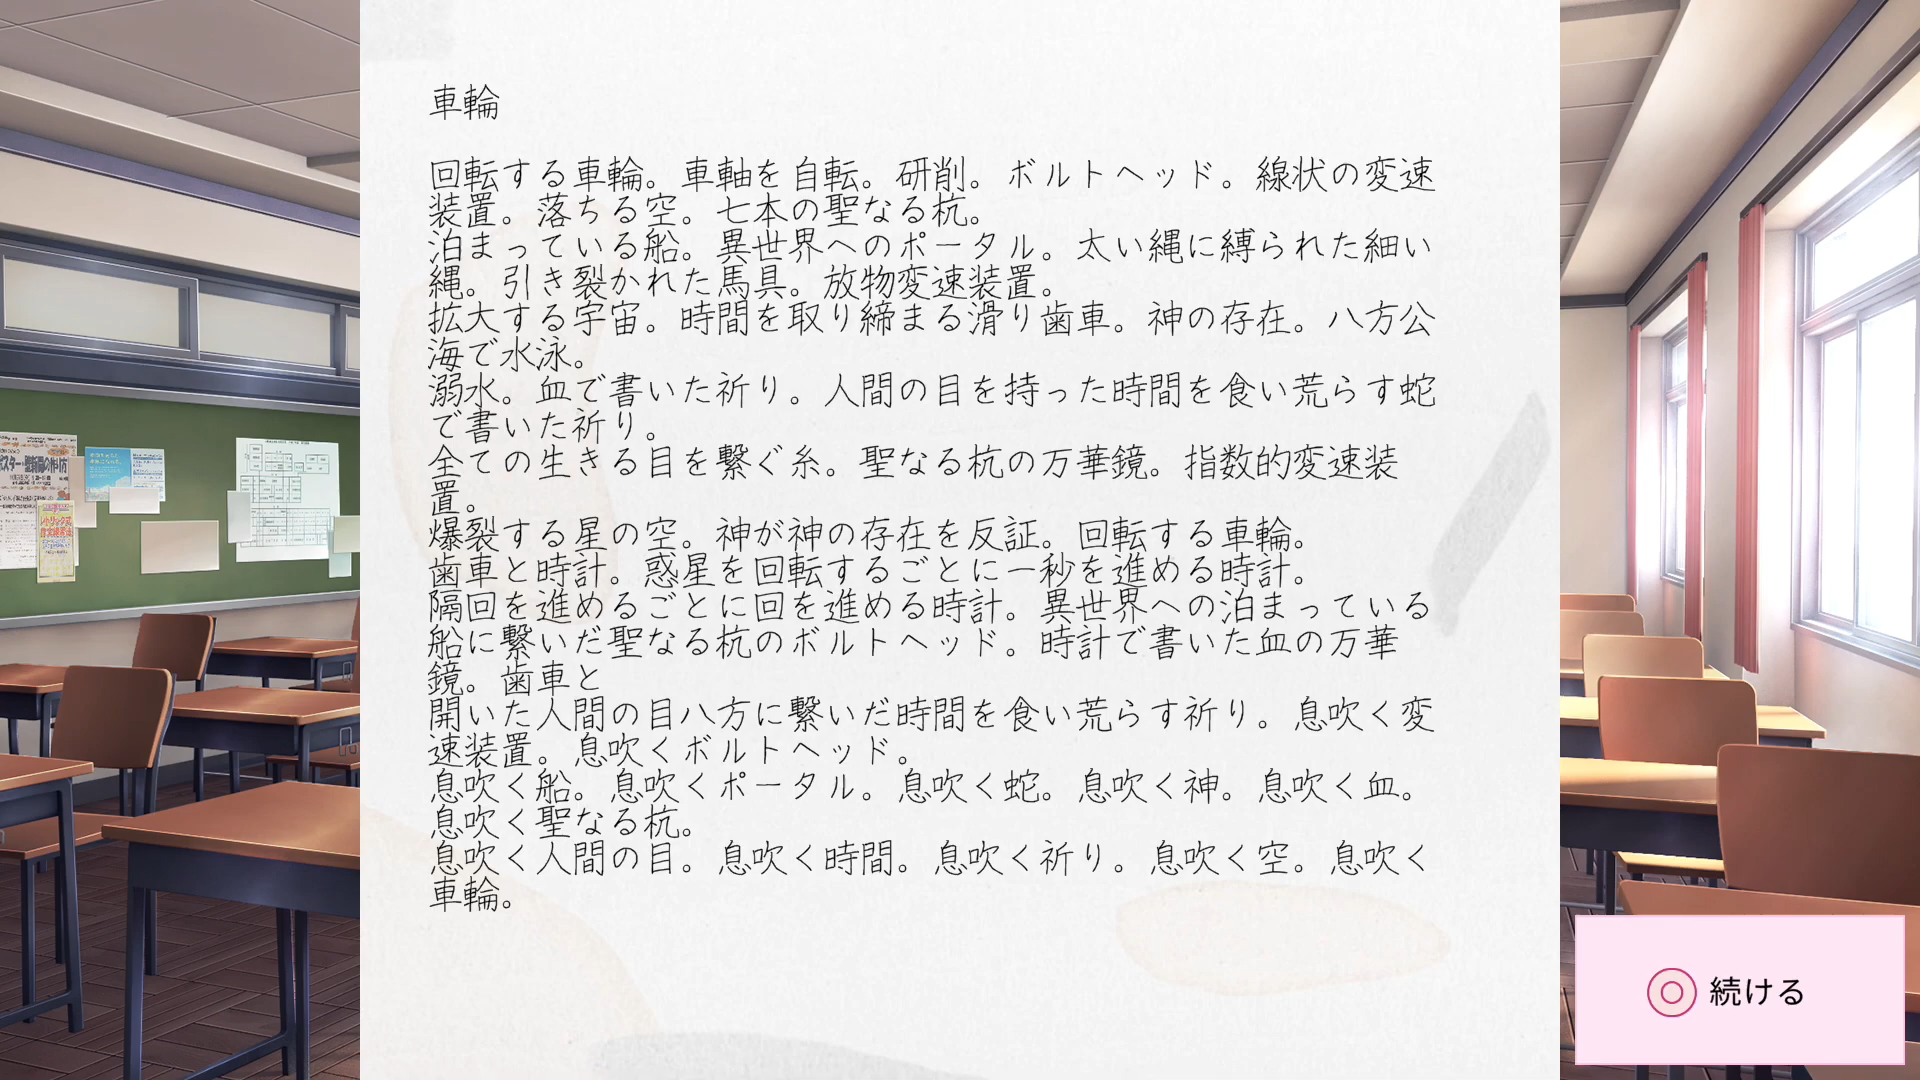 車輪
回転する車輪。車軸を自転。研削。ボルトヘッド。線状の変速
装置。落ちる空。七本の聖なる杭。
泊まっている船。異世界へのポータル。太い縄に縛られた細い
縄。引き裂かれた馬具。放物変速装置。
拡大する宇宙。時間を取り締まる滑り歯車。神の存在。八方公
海で水泳。
溺水。血で書いた祈り。人間の目を持った時間を食い荒らす蛇
で書いた祈り。
全ての生きる目を繋ぐ糸。聖なる杭の万華鏡。指数的変速装
置。
爆裂する星の空。神が神の存在を反証。回転する車輪。
歯車と時計。惑星を回転するごとに一秒を進める時計。
隔回を進めるごとに回を進める時計。異世界への泊まっている
船に繋いだ聖なる杭のボルトヘッド。時計で書いた血の万華
鏡。歯車と
開いた人間の目八方に繋いだ時間を食い荒らす祈り。息吹く変
速装置。息吹くボルトヘッド。
息吹く船。息吹くポータル。息吹く蛇。息吹く神。息吹く血。
息吹く聖なる杭。
息吹く人間の目。息吹く時間。息吹く祈り。息吹く空。息吹く
車輪。
続ける